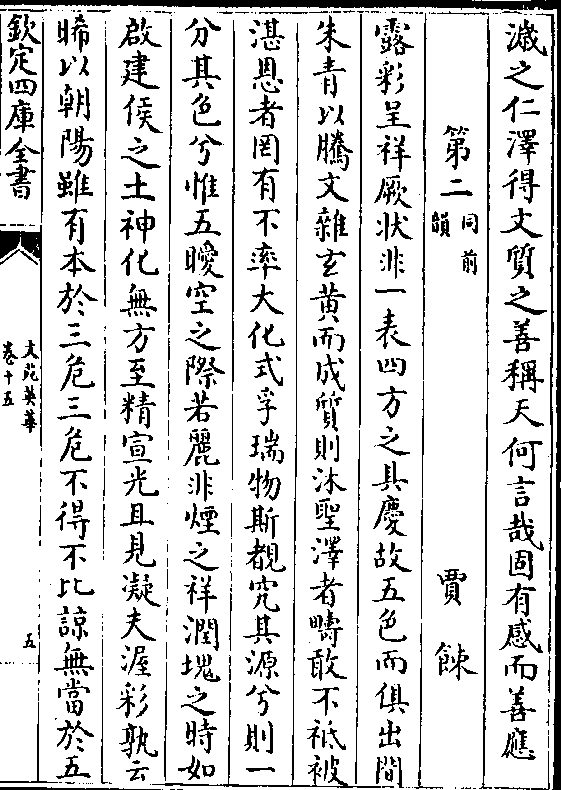 濊之仁澤得文質之善稱天何言哉固有感而善應
第二同前韻 賈餗
露彩呈祥厥狀非一表四方之具慶故五色而俱出間
朱青以騰文雜玄黄而成質則沐聖澤者疇敢不祗被
湛恩者罔有不率大化式孚瑞物斯覩究其源兮則一
分其色兮惟五曖空之際若麗非煙之祥潤塊之時如
啟建侯之土神化無方至精宣光且見凝夫渥彩孰云
晞以朝陽雖有本於三危三危不得不比諒無當於五
欽定四庫全書
文苑英華
卷十五
五